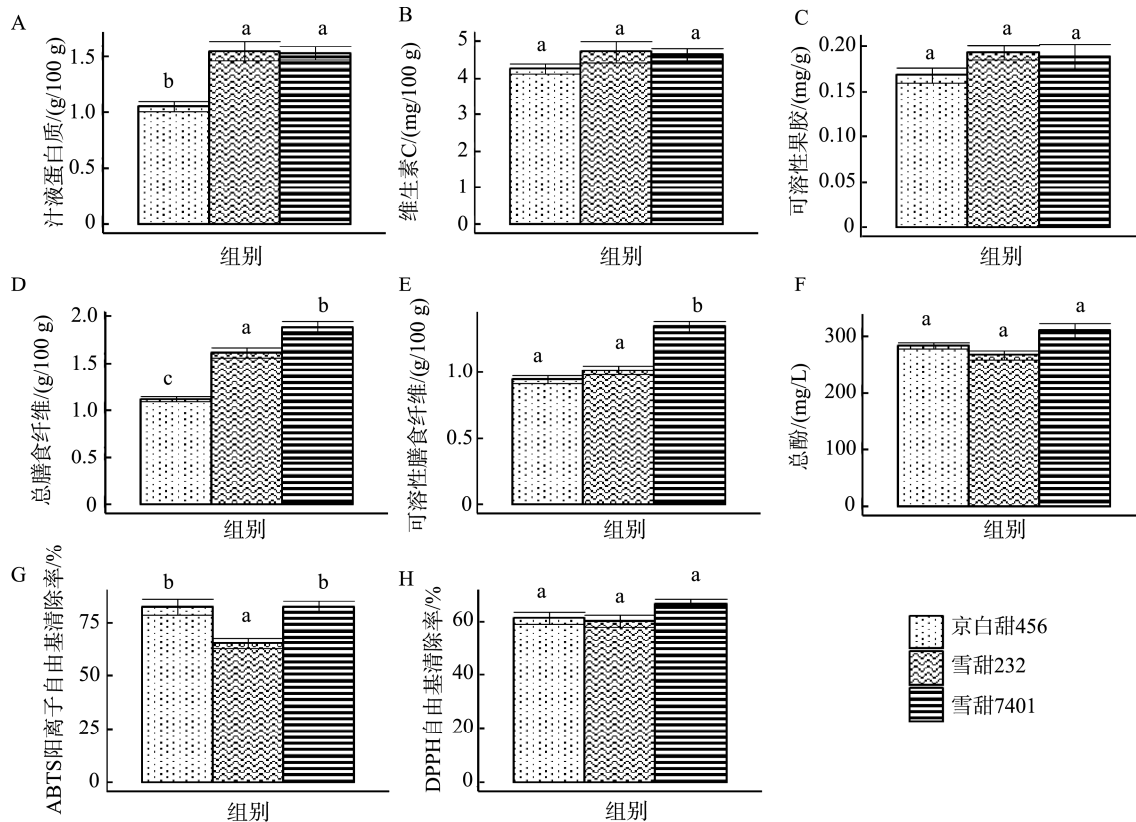 A
汁液蛋白质/(g/100 g)
1.5
1.0
0.5
0
b
a
a
组别
B
维生素C/(mg/100 g)
5
4
3
2
1
0
a
a
a
组别
C
可溶性果胶/(mg/g)
0.20
0.15
0.10
0.05
0
a
a
a
组别
D
总膳食纤维/(g/100 g)
2.0
1.5
1.0
0.5
0
c
a
b
组别
E
可溶性膳食纤维/(g/100 g)
1.0
0.5
0
a
a
b
组别
F
总酚/(mg/L)
300
200
300
100
0
a
a
a
组别
G
ABTS阳离子自由基清除率/%
75
50
25
0
b
a
b
组别
H
DPPH自由基清除率/%
60
40
20
0
a
a
a
组别
京白甜456
雪甜232
雪甜7401